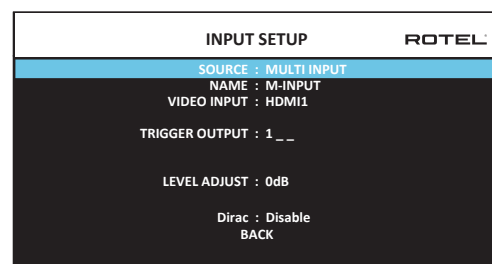 INPUT SETUP ROTEL
SOURCE : MULTI INPUT
NAME : M-INPUT
VIDEO INPUT : HDMI1
TRIGGER OUTPUT : 1 _ _
LEVEL ADJUST : 0dB
Dirac : Disable
BACK